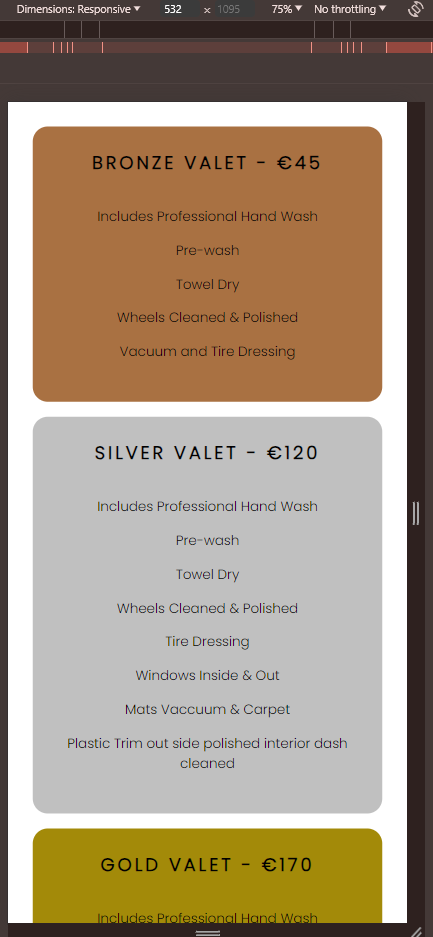 Dimensions: Responsive 532 × 1095 75% No throttling
BRONZE VALET - €45
Includes Professional Hand Wash
Pre-wash
Towel Dry
Wheels Cleaned & Polished
Vacuum and Tire Dressing
SILVER VALET - €120
Includes Professional Hand Wash
Pre-wash
Towel Dry
Wheels Cleaned & Polished
Tire Dressing
Windows Inside & Out
Mats Vaccuum & Carpet
Plastic Trim out side polished interior dash
cleaned
GOLD VALET - €170
Includes Professional Hand Wash